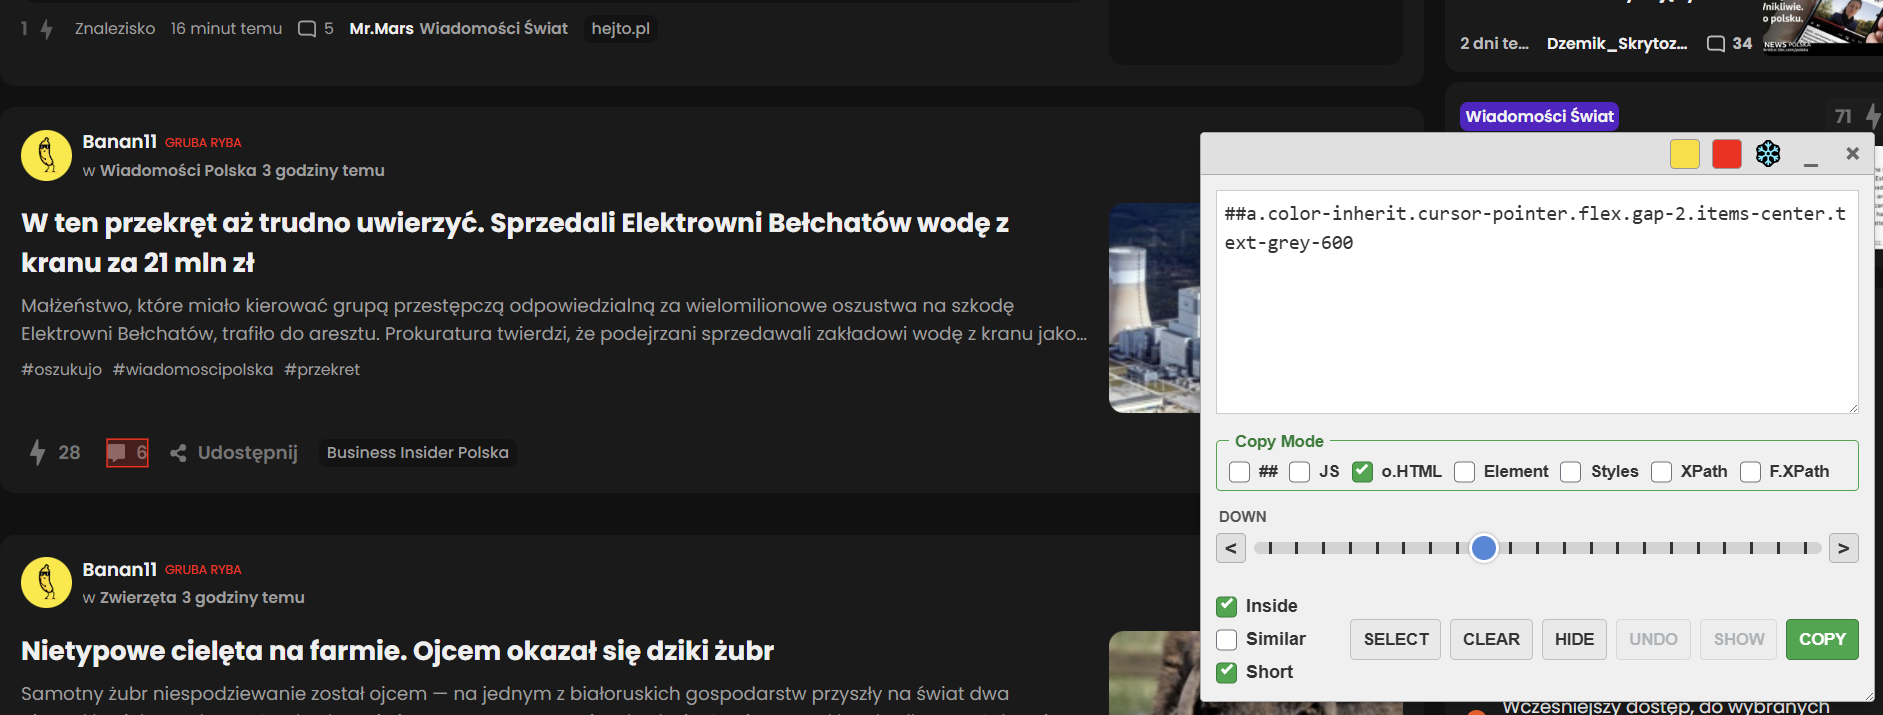 1 Znalezisko 16 minut temu 5 Mr.Mars Wiadomości Świat hejto.pl
Banan11 GRUBA RYBA
w Wiadomości Polska 3 godziny temu
W ten przekręt aż trudno uwierzyć. Sprzedali Elektrowni Bełchatów wodę z
kranu za 21 mln zł
Małżeństwo, które miało kierować grupą przestępczą odpowiedzialną za wielomilionowe oszustwa na szkodę
Elektrowni Bełchatów, trafiło do aresztu. Prokuratura twierdzi, że podejrzani sprzedawali zakładowi wodę z kranu jako...
#oszukujo #wiadomoscipolska #przekret
28 6 Udostępnij Business Insider Polska
Banan11 GRUBA RYBA
w Zwierzęta 3 godziny temu
Nietypowe cielęta na farmie. Ojcem okazał się dziki żubr
Samotny żubr niespodziewanie został ojcem — na jednym z białoruskich gospodarstw przyszły na świat dwa
/nikliwie.
o polsku.
NEWS POLSKA
2 dni te... Dzemik_Skrytoz... 34
Wiadomości Świat 71
##a.color-inherit.cursor-pointer.flex.gap-2.items-center.t
ext-grey-600
Copy Mode
## JS o.HTML Element Styles XPath F.XPath
DOWN
< >
Inside
Similar
Short
SELECT CLEAR HIDE UNDO SHOW COPY
Wcześniejszy dostęp, do wybranych